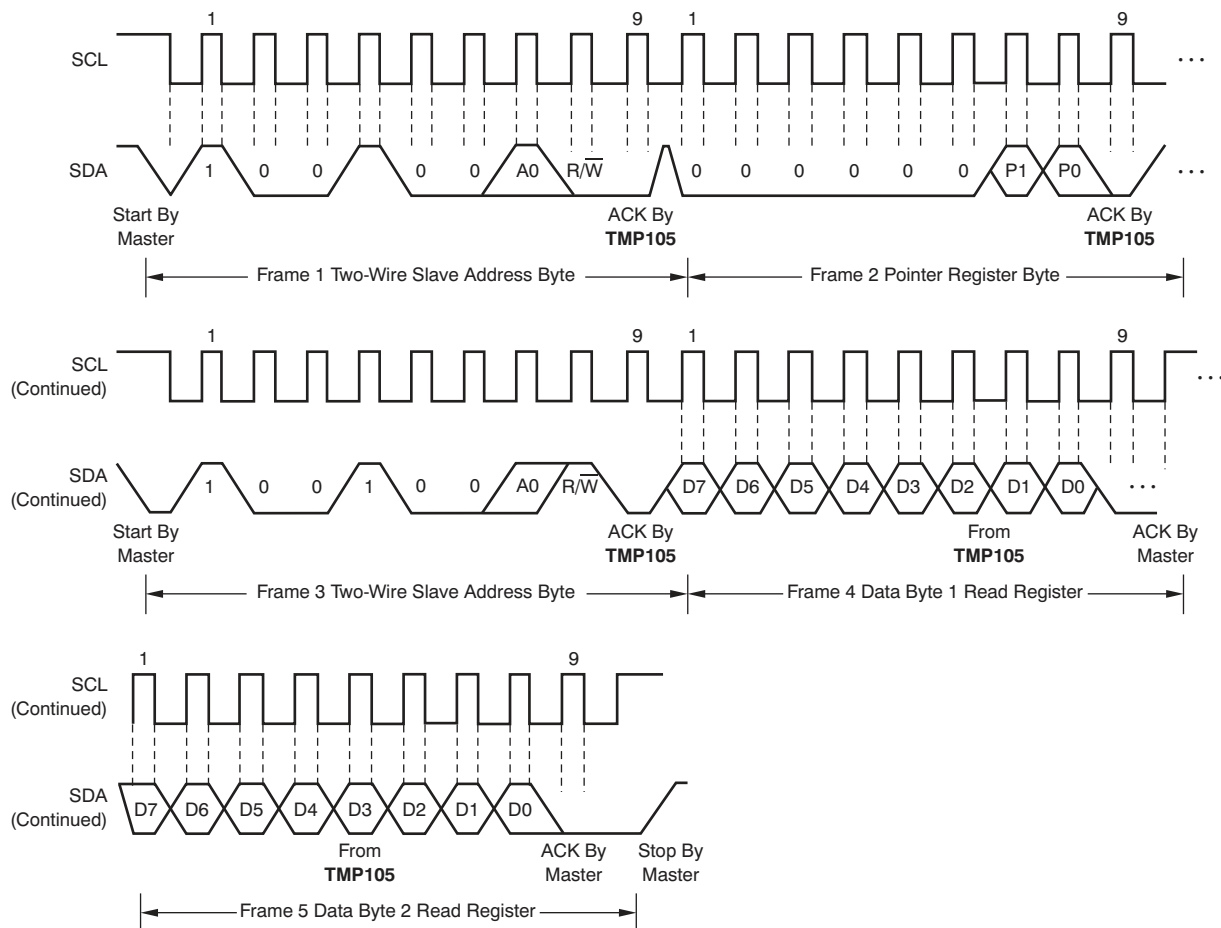 1 9 1 9
SCL ...
SDA 1 0 0 0 0 A0 R/W̅ 0 0 0 0 0 0 P1 P0 ...
Start By Master ACK By TMP105 ACK By TMP105
Frame 1 Two-Wire Slave Address Byte Frame 2 Pointer Register Byte
1 9 1 9
SCL (Continued) ...
SDA (Continued) 1 0 0 1 0 0 A0 R/W̅ D7 D6 D5 D4 D3 D2 D1 D0 ...
Start By Master ACK By TMP105 From TMP105 ACK By Master
Frame 3 Two-Wire Slave Address Byte Frame 4 Data Byte 1 Read Register
1 9
SCL (Continued)
SDA (Continued) D7 D6 D5 D4 D3 D2 D1 D0
From TMP105 ACK By Master Stop By Master
Frame 5 Data Byte 2 Read Register